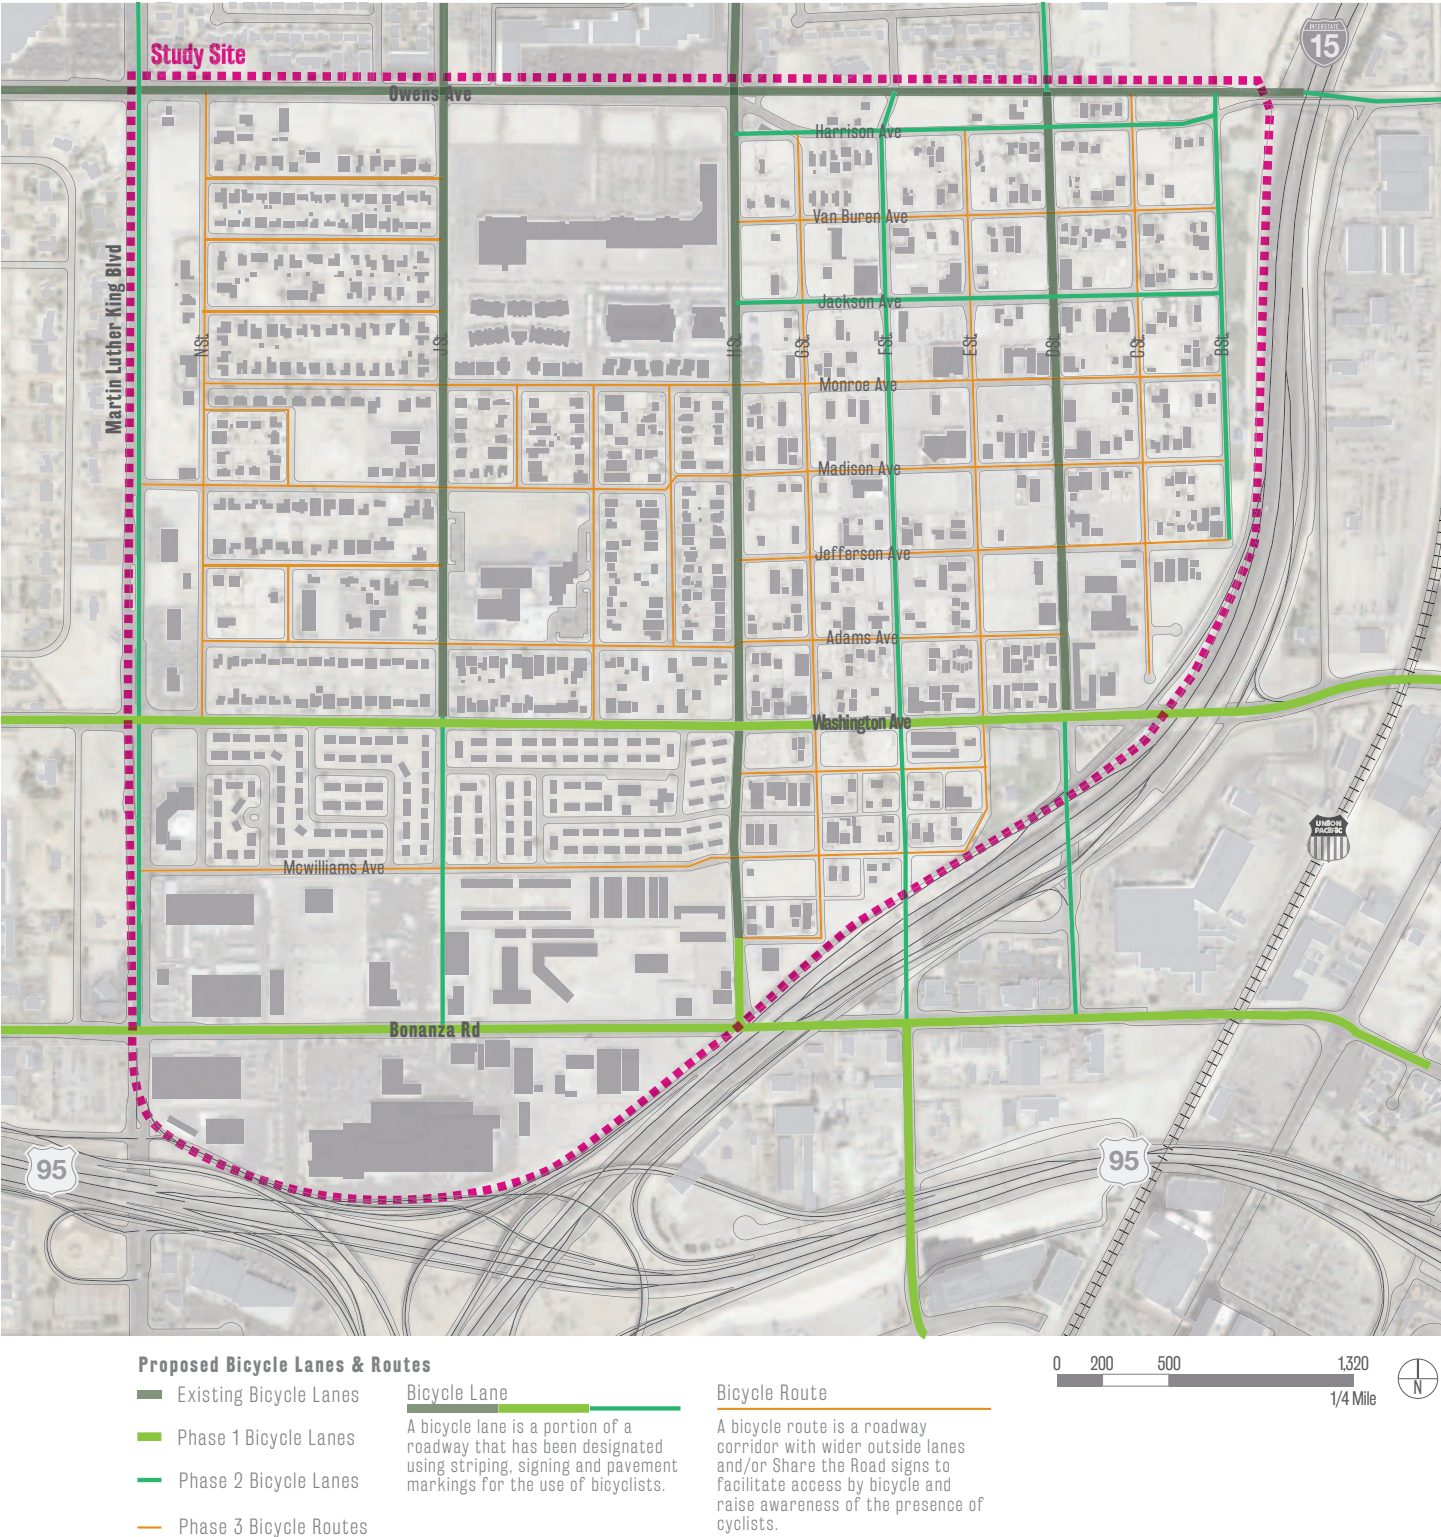 Study Site
INTERSTATE
15
Owens Ave
Harrison Ave
Van Buren Ave
Martin Luther King Blvd
Jackson Ave
N St.
J St.
H St.
G St.
F St.
E St.
D St.
C St.
B St.
Monroe Ave
Madison Ave
Jefferson Ave
Adams Ave
Washington Ave
UNION
PACIFIC
Mcwilliams Ave
Bonanza Rd
95
95
Proposed Bicycle Lanes & Routes
Existing Bicycle Lanes
Phase 1 Bicycle Lanes
Phase 2 Bicycle Lanes
Phase 3 Bicycle Routes
Bicycle Lane
A bicycle lane is a portion of a
roadway that has been designated
using striping, signing and pavement
markings for the use of bicyclists.
Bicycle Route
A bicycle route is a roadway
corridor with wider outside lanes
and/or Share the Road signs to
facilitate access by bicycle and
raise awareness of the presence of
cyclists.
0 200 500 1,320
1/4 Mile
N